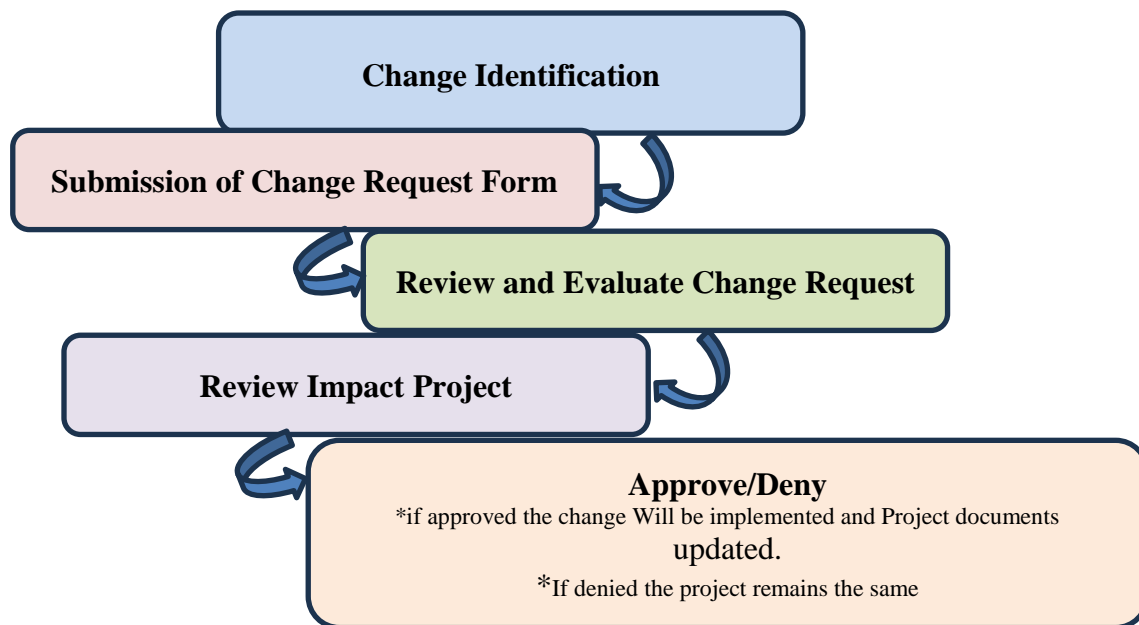 Change Identification
Submission of Change Request Form
Review and Evaluate Change Request
Review Impact Project
Approve/Deny
*if approved the change Will be implemented and Project documents
updated.
*If denied the project remains the same